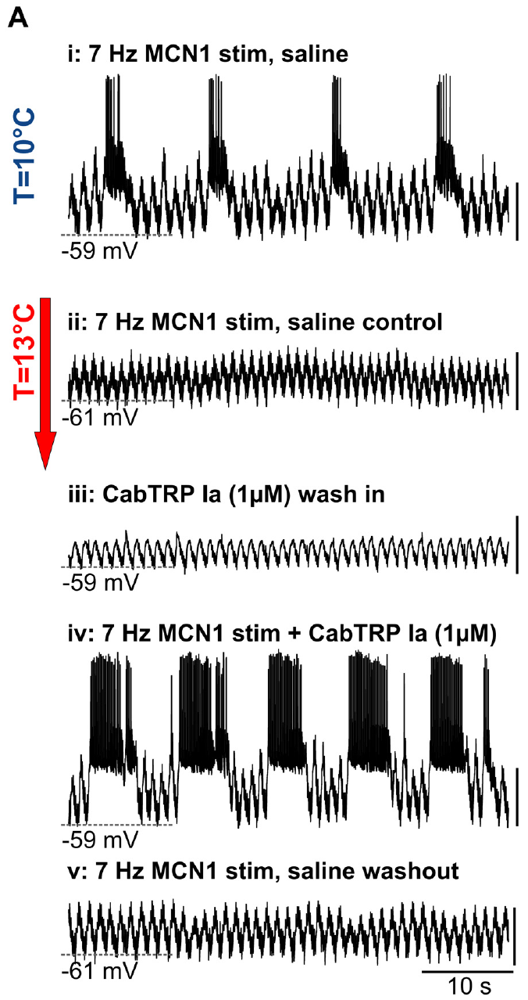 A
i: 7 Hz MCN1 stim, saline
T=10°C
-59 mV
T=13°C
ii: 7 Hz MCN1 stim, saline control
-61 mV
iii: CabTRP Ia (1µM) wash in
-59 mV
iv: 7 Hz MCN1 stim + CabTRP Ia (1µM)
-59 mV
v: 7 Hz MCN1 stim, saline washout
-61 mV
10 s